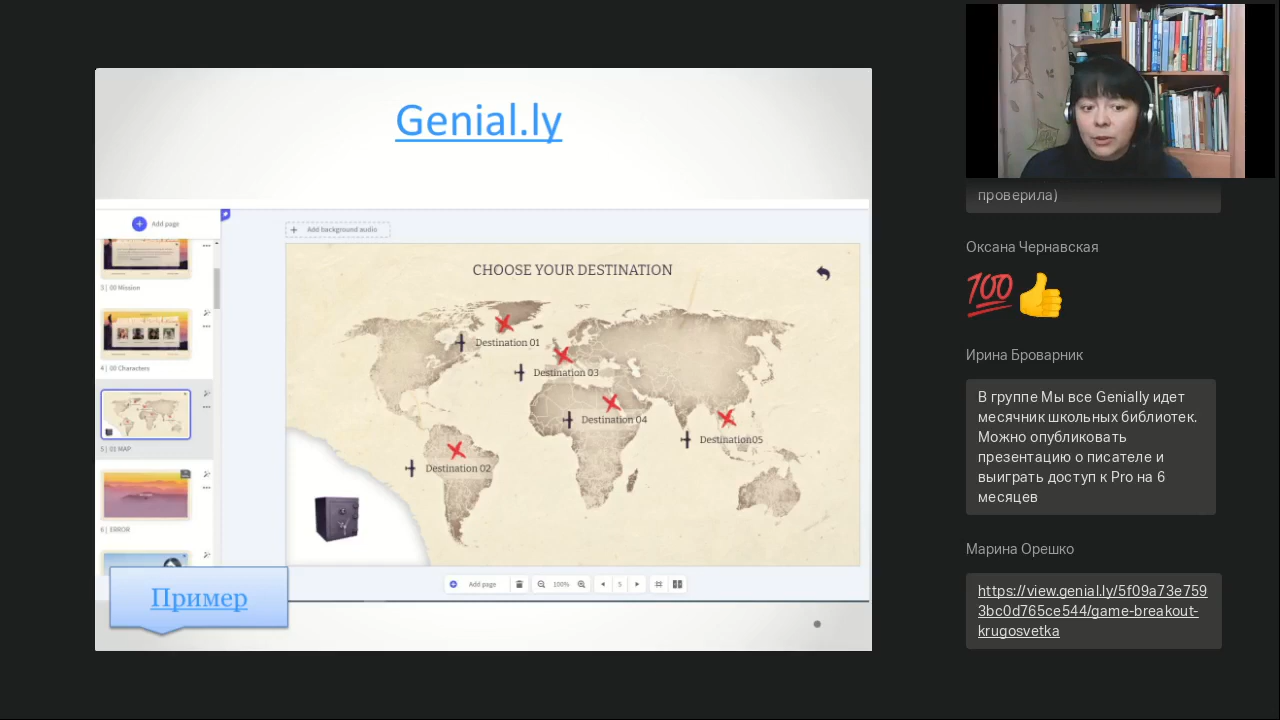 Genial.ly
Add page
Add background audio
CHOOSE YOUR DESTINATION
3 | 00 Mission
4 | 00 Characters
5 | 01 MAP
6 | ERROR
Destination 01
Destination 03
Destination 04
Destination05
Destination 02
Add page
100%
5
Пример
проверила)
Оксана Чернавская
💯👍
Ирина Броварник
В группе Мы все Genially идет
месячник школьных библиотек.
Можно опубликовать
презентацию о писателе и
выиграть доступ к Pro на 6
месяцев
Марина Орешко
https://view.genial.ly/5f09a73e759
3bc0d765ce544/game-breakout-
krugosvetka